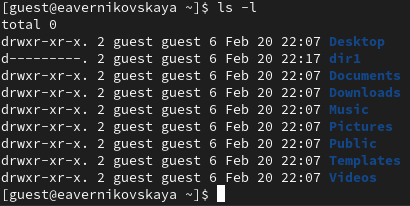 [guest@eavernikovskaya ~]$ ls -l
total 0
drwxr-xr-x. 2 guest guest 6 Feb 20 22:07 Desktop
d---------. 2 guest guest 6 Feb 20 22:17 dir1
drwxr-xr-x. 2 guest guest 6 Feb 20 22:07 Documents
drwxr-xr-x. 2 guest guest 6 Feb 20 22:07 Downloads
drwxr-xr-x. 2 guest guest 6 Feb 20 22:07 Music
drwxr-xr-x. 2 guest guest 6 Feb 20 22:07 Pictures
drwxr-xr-x. 2 guest guest 6 Feb 20 22:07 Public
drwxr-xr-x. 2 guest guest 6 Feb 20 22:07 Templates
drwxr-xr-x. 2 guest guest 6 Feb 20 22:07 Videos
[guest@eavernikovskaya ~]$